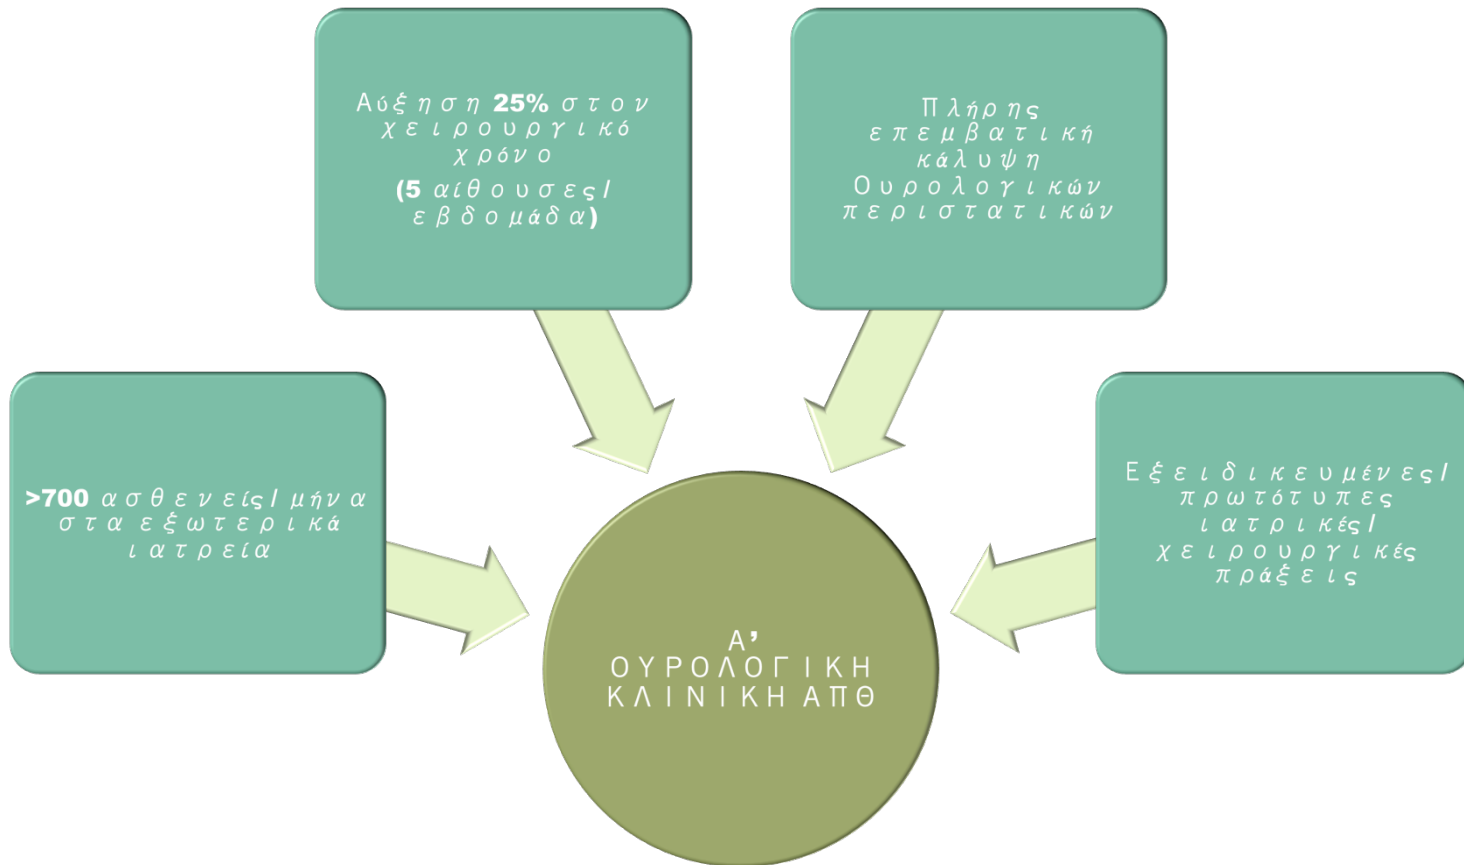 Αύξηση 25% στον
χειρουργικό
χρόνο
(5 αίθουσες/
εβδομάδα)
Πλήρης
επεμβατική
κάλυψη
Ουρολογικών
περιστατικών
>700 ασθενείς/ μήνα
στα εξωτερικά
ιατρεία
Εξειδικευμένες/
πρωτότυπες
ιατρικές/
χειρουργικές
πράξεις
Α’
ΟΥΡΟΛΟΓΙΚΗ
ΚΛΙΝΙΚΗ ΑΠΘ